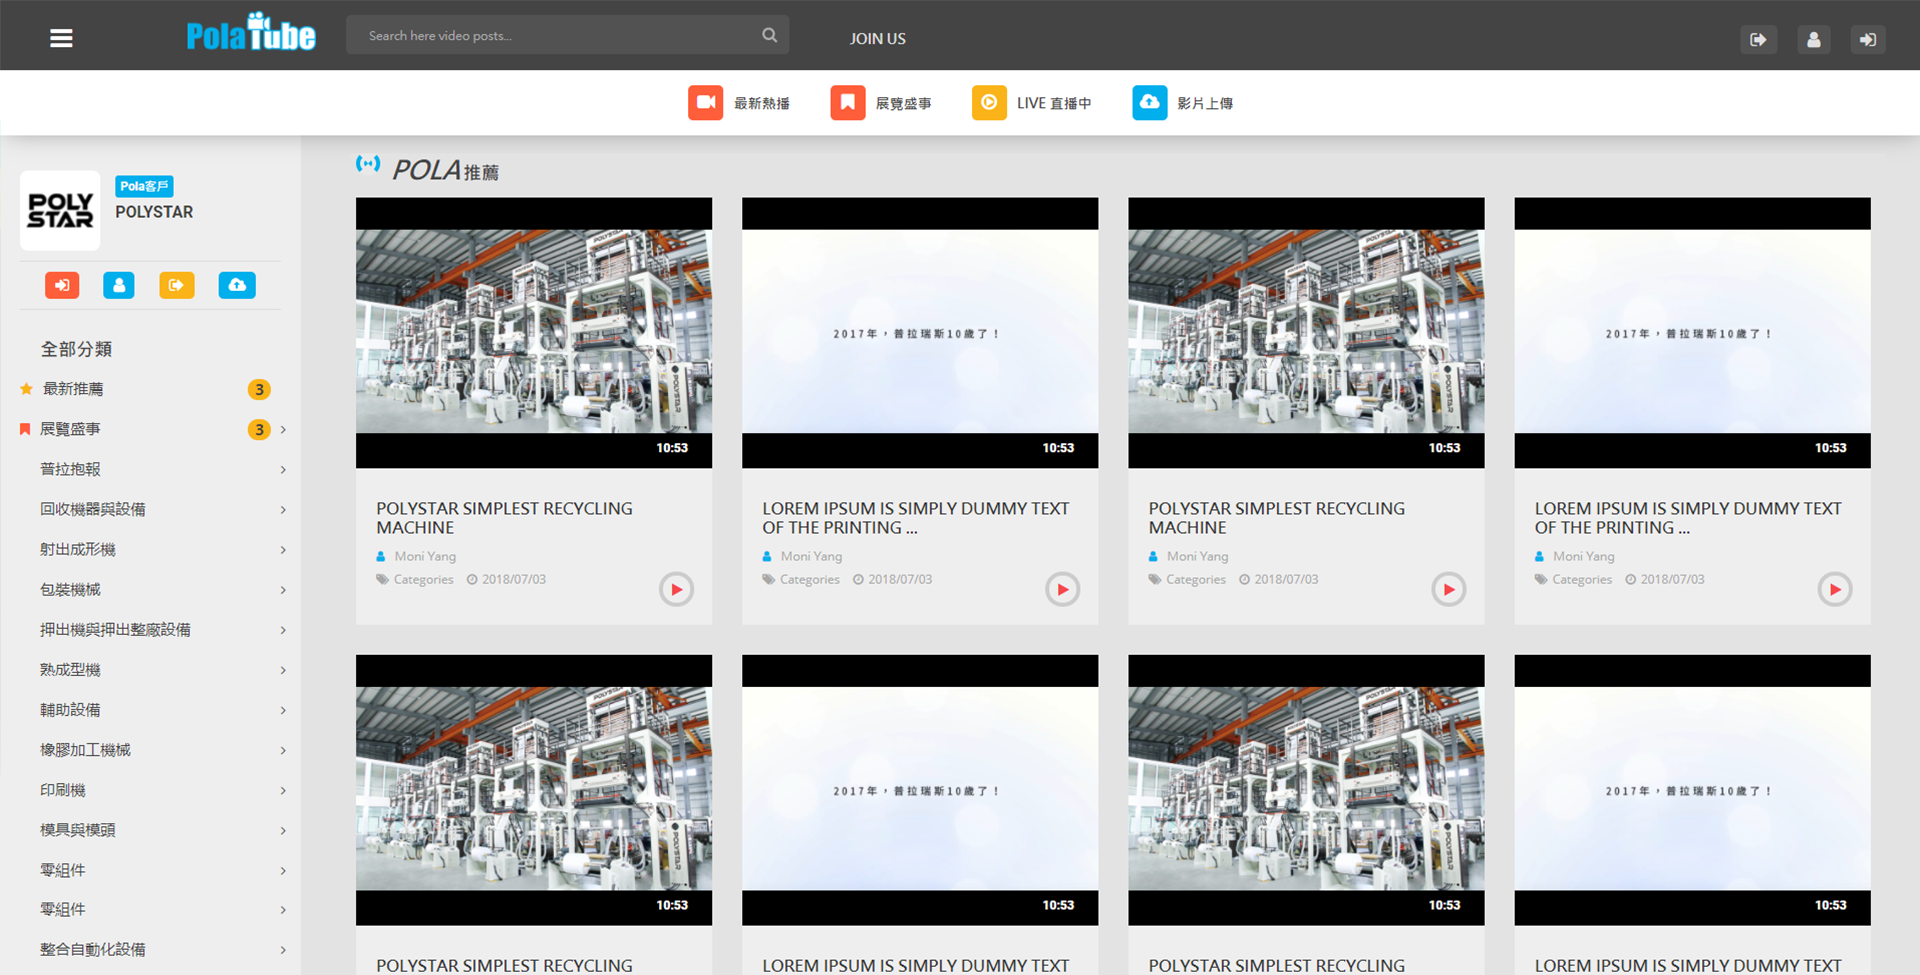 PolaTube
Search here video posts...
JOIN US
最新熱播
展覽盛事
LIVE 直播中
影片上傳
POLY
STAR
Pola客戶
POLYSTAR
全部分類
最新推薦
3
展覽盛事
3
普拉抱報
回收機器與設備
射出成形機
包裝機械
押出機與押出整廠設備
熟成型機
輔助設備
橡膠加工機械
印刷機
模具與模頭
零組件
零組件
整合自動化設備
POLA推薦
POLYSTAR
POLYSTAR
10:53
POLYSTAR SIMPLEST RECYCLING
MACHINE
Moni Yang
Categories
2018/07/03
2017年，普拉瑞斯10歲了！
10:53
LOREM IPSUM IS SIMPLY DUMMY TEXT
OF THE PRINTING ...
Moni Yang
Categories
2018/07/03
POLYSTAR
POLYSTAR
10:53
POLYSTAR SIMPLEST RECYCLING
MACHINE
Moni Yang
Categories
2018/07/03
2017年，普拉瑞斯10歲了！
10:53
LOREM IPSUM IS SIMPLY DUMMY TEXT
OF THE PRINTING ...
Moni Yang
Categories
2018/07/03
POLYSTAR
POLYSTAR
10:53
POLYSTAR SIMPLEST RECYCLING
2017年，普拉瑞斯10歲了！
10:53
LOREM IPSUM IS SIMPLY DUMMY TEXT
POLYSTAR
POLYSTAR
10:53
POLYSTAR SIMPLEST RECYCLING
2017年，普拉瑞斯10歲了！
10:53
LOREM IPSUM IS SIMPLY DUMMY TEXT